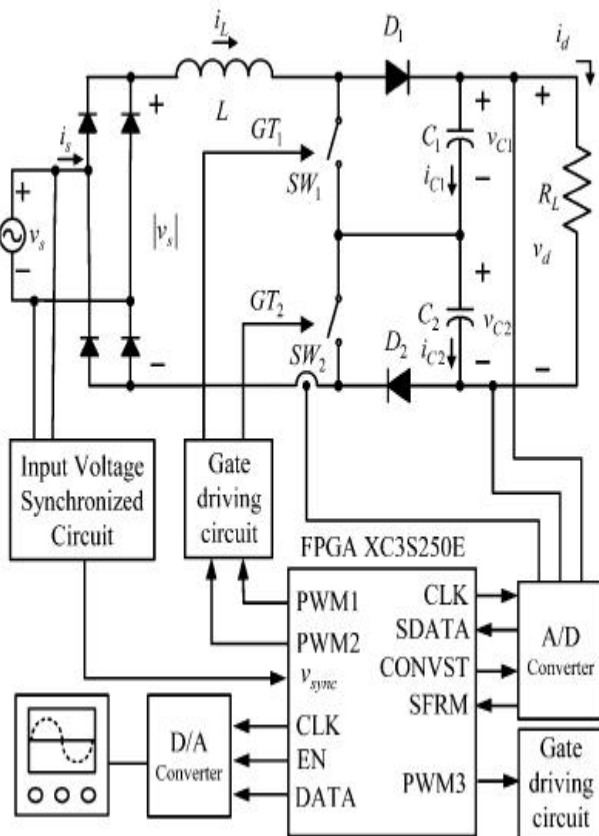 i_L
D_1
i_d
+
L
+
+
i_s
GT_1
C_1
v_C1
SW_1
i_C1
−
R_L
+
v_s
|v_s|
−
GT_2
+
v_d
C_2
v_C2
SW_2
D_2
i_C2
−
−
−
Input Voltage
Synchronized
Circuit
Gate
driving
circuit
FPGA XC3S250E
PWM1
PWM2
v_sync
CLK
EN
DATA
CLK
SDATA
CONVST
SFRM
PWM3
A/D
Converter
D/A
Converter
Gate
driving
circuit